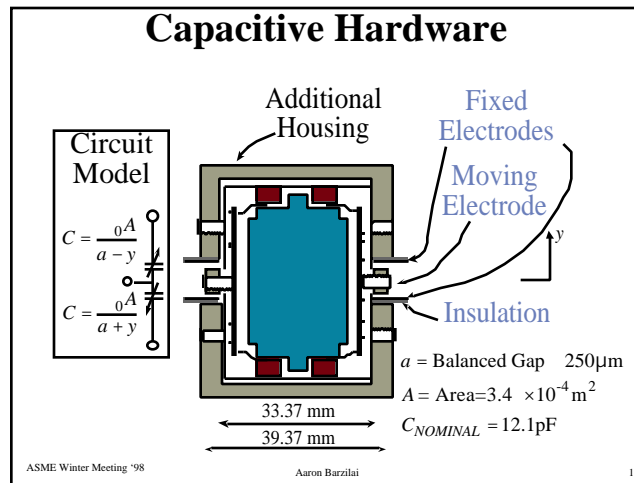 Capacitive Hardware
Additional
Housing
Fixed
Electrodes
Circuit
Model
Moving
Electrode
y
C = 0A / a − y
C = 0A / a + y
Insulation
a = Balanced Gap 250µm
A = Area=3.4 ×10⁻⁴ m²
C_NOMINAL = 12.1pF
33.37 mm
39.37 mm
ASME Winter Meeting ‘98
Aaron Barzilai
1